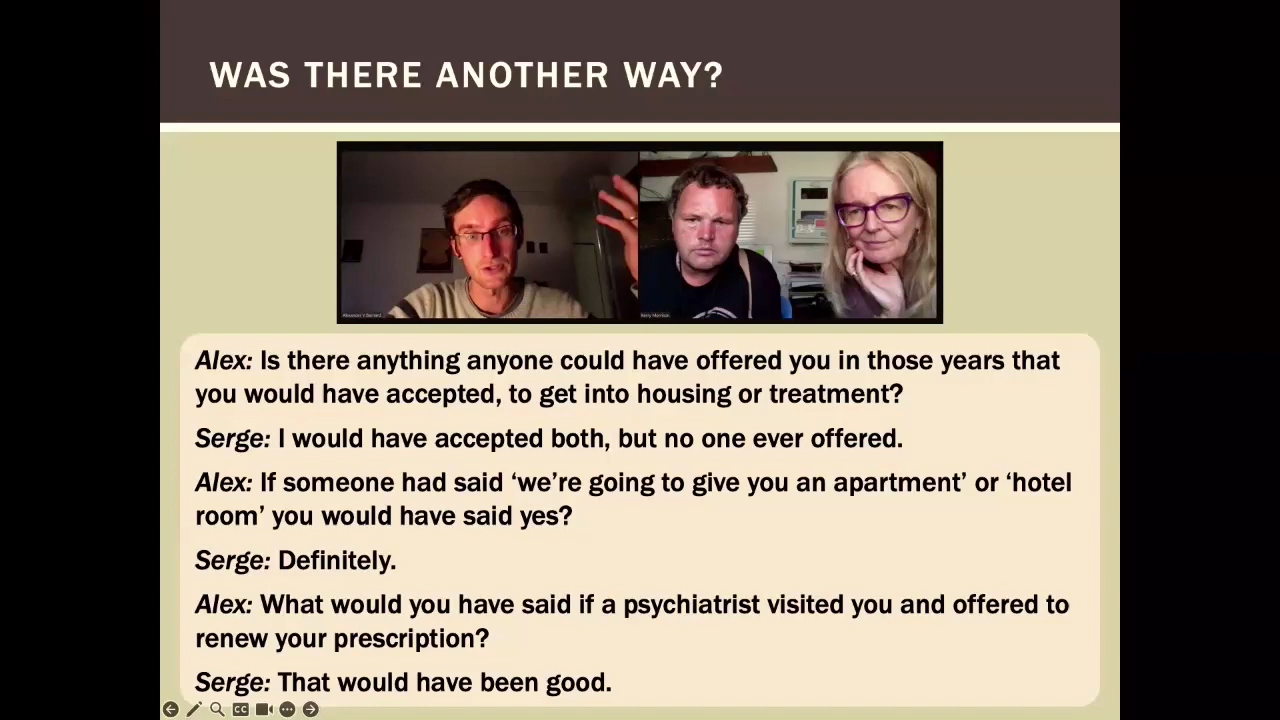 WAS THERE ANOTHER WAY?
Alex: Is there anything anyone could have offered you in those years that
you would have accepted, to get into housing or treatment?
Serge: I would have accepted both, but no one ever offered.
Alex: If someone had said ‘we’re going to give you an apartment’ or ‘hotel
room’ you would have said yes?
Serge: Definitely.
Alex: What would you have said if a psychiatrist visited you and offered to
renew your prescription?
Serge: That would have been good.
CC